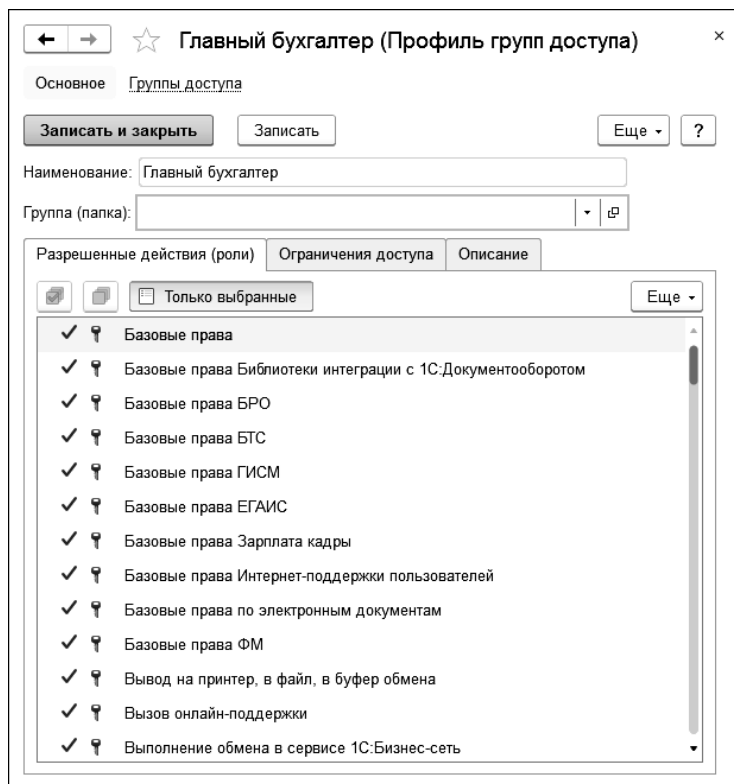 Главный бухгалтер (Профиль групп доступа)
Основное Группы доступа
Записать и закрыть Записать Еще ?
Наименование: Главный бухгалтер
Группа (папка):
Разрешенные действия (роли) Ограничения доступа Описание
Только выбранные Еще
Базовые права
Базовые права Библиотеки интеграции с 1С:Документооборотом
Базовые права БРО
Базовые права БТС
Базовые права ГИСМ
Базовые права ЕГАИС
Базовые права Зарплата кадры
Базовые права Интернет-поддержки пользователей
Базовые права по электронным документам
Базовые права ФМ
Вывод на принтер, в файл, в буфер обмена
Вызов онлайн-поддержки
Выполнение обмена в сервисе 1С:Бизнес-сеть